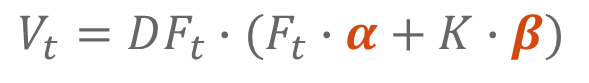 V_t = DF_t · (F_t · α + K · β)